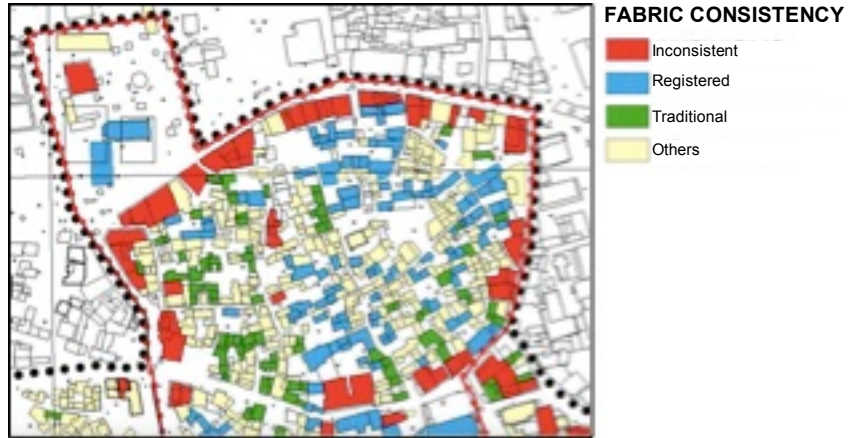 FABRIC CONSISTENCY
Inconsistent
Registered
Traditional
Others